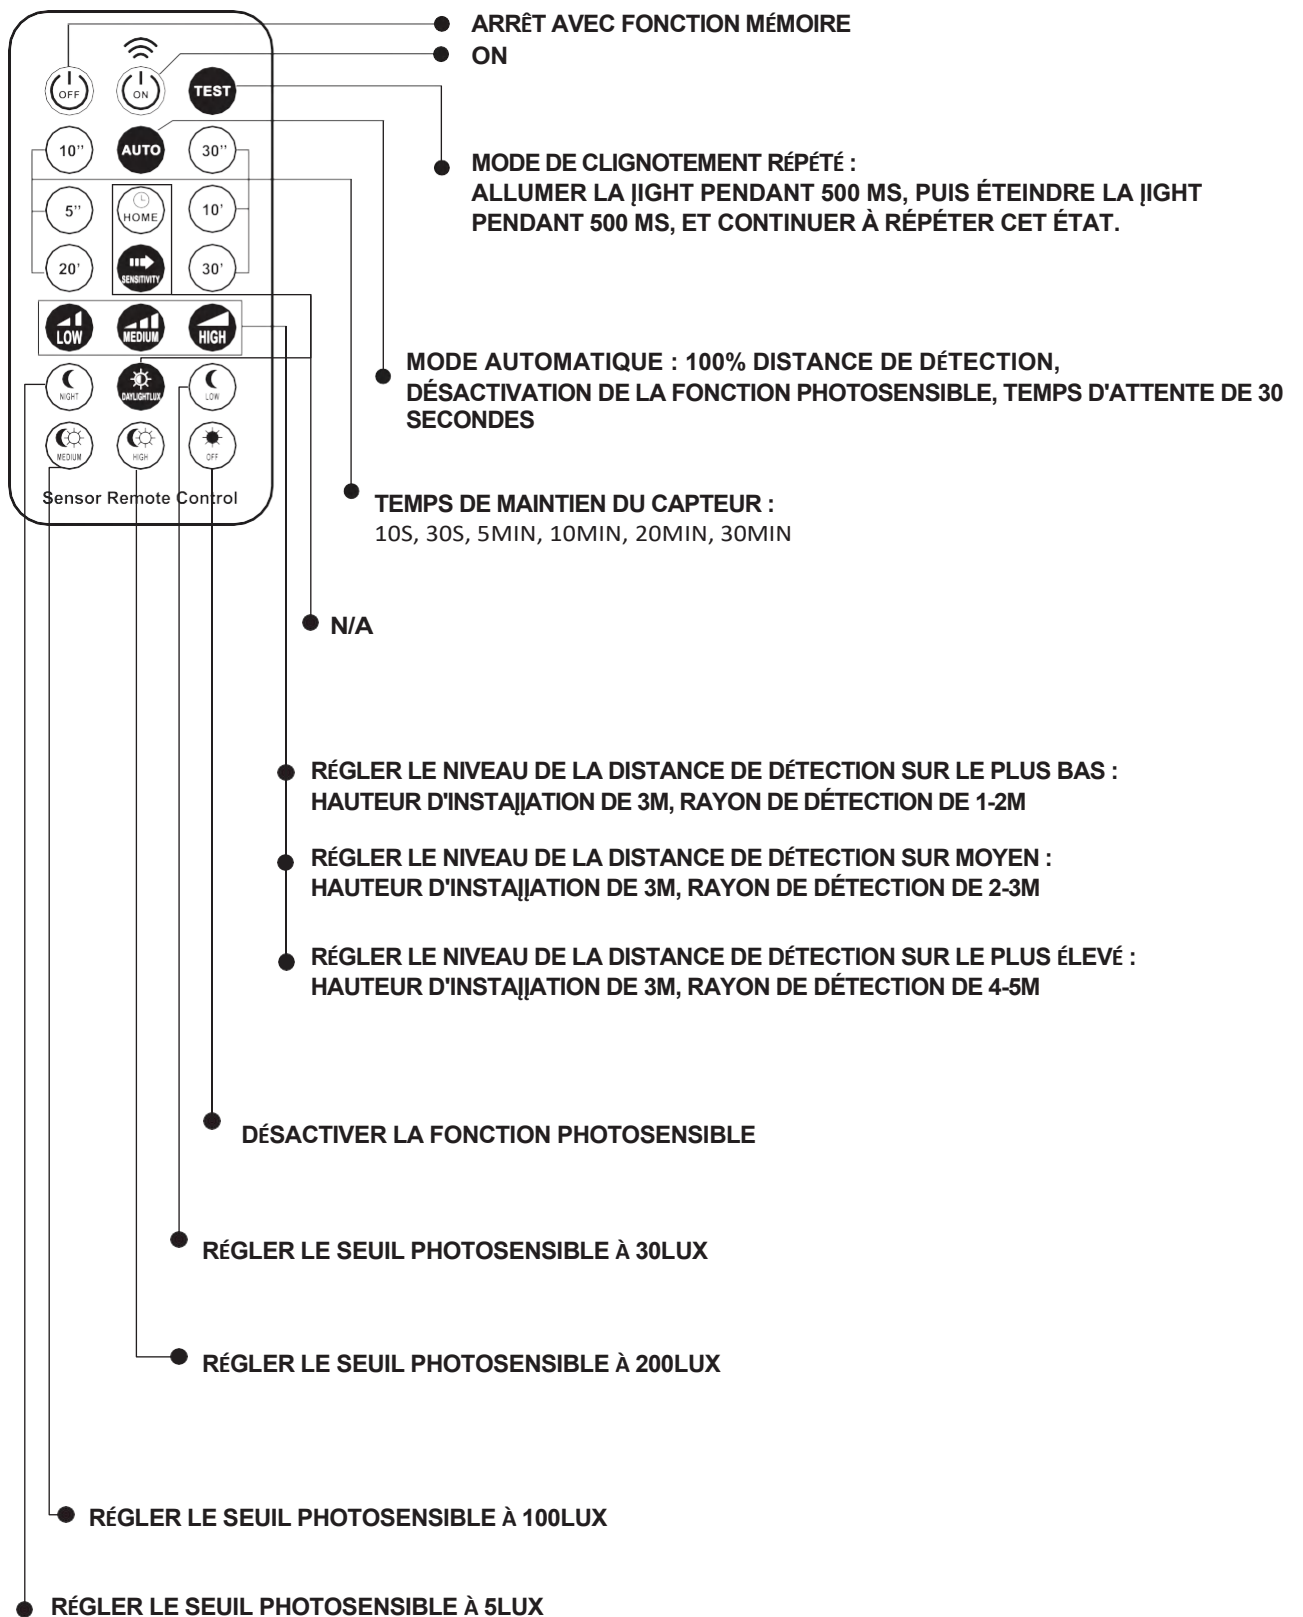 ARRÊT AVEC FONCTION MÉMOIRE
ON
OFF
ON
TEST
10''
AUTO
30''
5''
HOME
10'
20'
SENSITIVITY
30'
LOW
MEDIUM
HIGH
NIGHT
DAYLIGHTLUX
LOW
MEDIUM
HIGH
OFF
Sensor Remote Control
MODE DE CLIGNOTEMENT RÉPÉTÉ :
ALLUMER LA ĮIGHT PENDANT 500 MS, PUIS ÉTEINDRE LA ĮIGHT
PENDANT 500 MS, ET CONTINUER À RÉPÉTER CET ÉTAT.
MODE AUTOMATIQUE : 100% DISTANCE DE DÉTECTION,
DÉSACTIVATION DE LA FONCTION PHOTOSENSIBLE, TEMPS D'ATTENTE DE 30
SECONDES
TEMPS DE MAINTIEN DU CAPTEUR :
10S, 30S, 5MIN, 10MIN, 20MIN, 30MIN
N/A
RÉGLER LE NIVEAU DE LA DISTANCE DE DÉTECTION SUR LE PLUS BAS :
HAUTEUR D'INSTAĮĮATION DE 3M, RAYON DE DÉTECTION DE 1-2M
RÉGLER LE NIVEAU DE LA DISTANCE DE DÉTECTION SUR MOYEN :
HAUTEUR D'INSTAĮĮATION DE 3M, RAYON DE DÉTECTION DE 2-3M
RÉGLER LE NIVEAU DE LA DISTANCE DE DÉTECTION SUR LE PLUS ÉLEVÉ :
HAUTEUR D'INSTAĮĮATION DE 3M, RAYON DE DÉTECTION DE 4-5M
DÉSACTIVER LA FONCTION PHOTOSENSIBLE
RÉGLER LE SEUIL PHOTOSENSIBLE À 30LUX
RÉGLER LE SEUIL PHOTOSENSIBLE À 200LUX
RÉGLER LE SEUIL PHOTOSENSIBLE À 100LUX
RÉGLER LE SEUIL PHOTOSENSIBLE À 5LUX